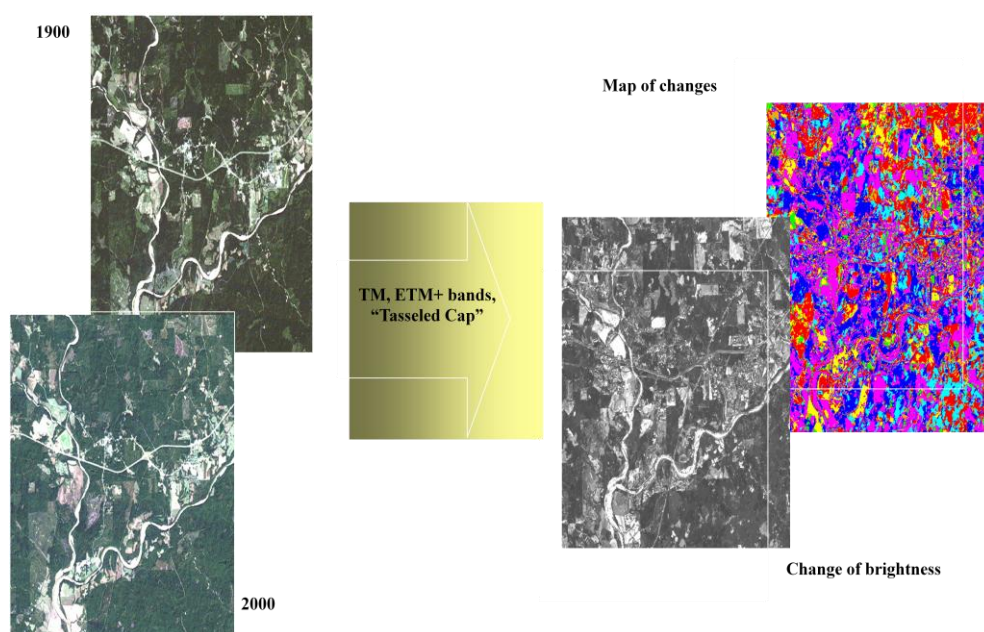 1900
Map of changes
TM, ETM+ bands,
“Tasseled Cap”
Change of brightness
2000